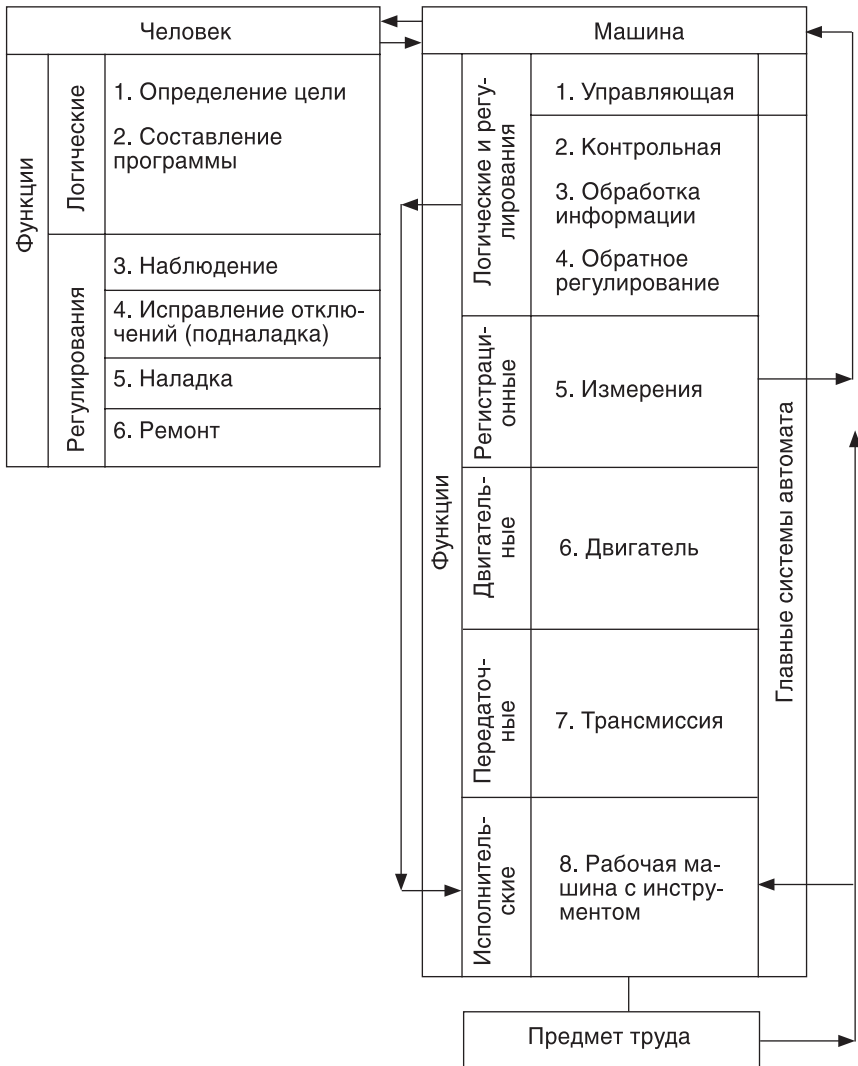 Человек
Функции
Логические
1. Определение цели
2. Составление
программы
Регулирования
3. Наблюдение
4. Исправление отклю-
чений (подналадка)
5. Наладка
6. Ремонт
Машина
Функции
Логические и регу-
лирования
1. Управляющая
2. Контрольная
3. Обработка
информации
4. Обратное
регулирование
Регистраци-
онные
5. Измерения
Двигатель-
ные
6. Двигатель
Передаточ-
ные
7. Трансмиссия
Исполнитель-
ские
8. Рабочая ма-
шина с инстру-
ментом
Главные системы автомата
Предмет труда